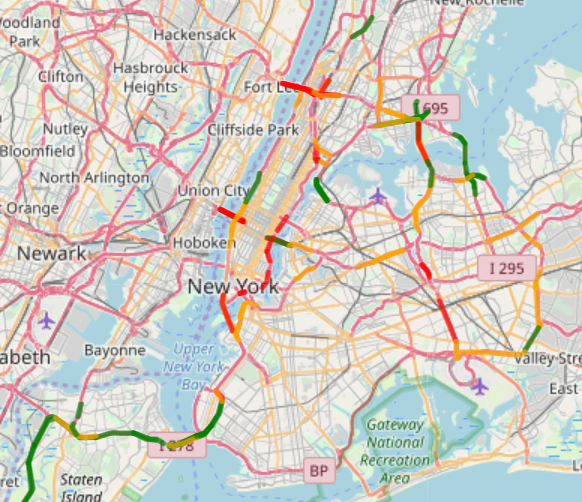 New Rochelle
Woodland
Park
Hackensack
Hasbrouck
Heights
Clifton
Fort Lee
I 695
Nutley
Bloomfield
Cliffside Park
North Arlington
Union City
Orange
Hoboken
Newark
I 295
New York
Bayonne
Upper
New York
Bay
Valley Stre
abeth
East
Gateway
National
Recreation
Area
I 278
BP
Staten
Island